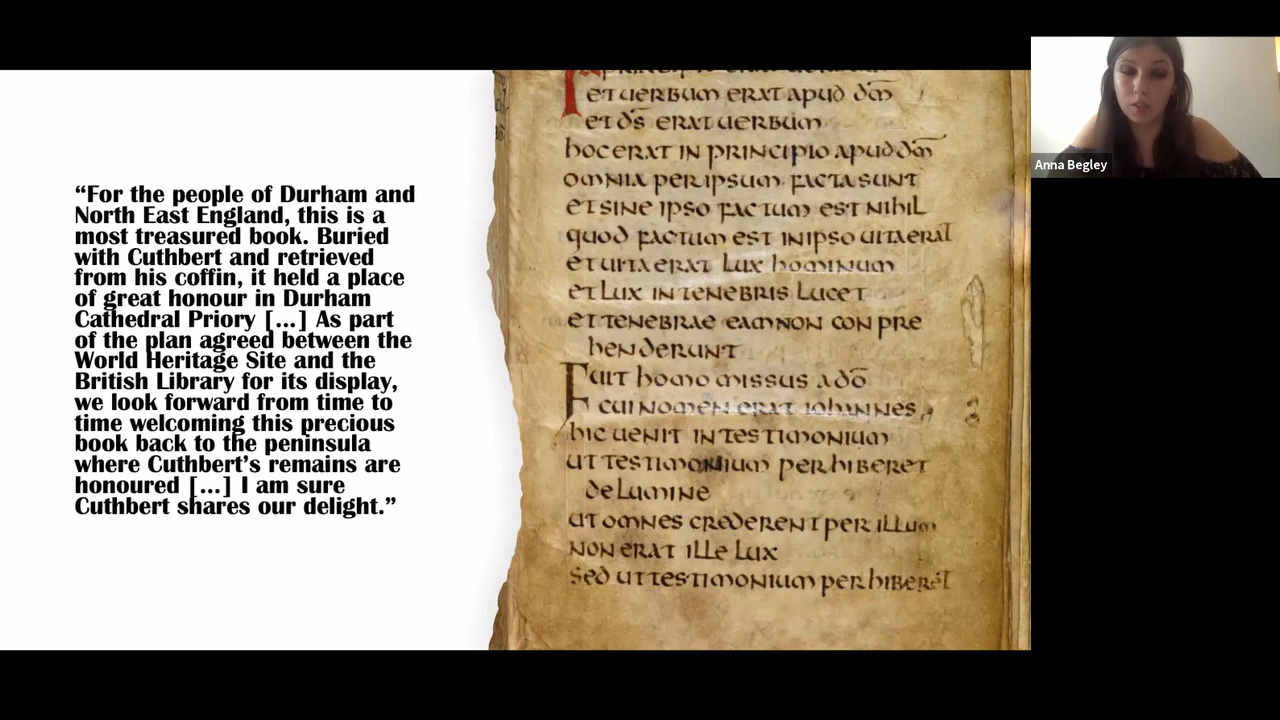 “For the people of Durham and
North East England, this is a
most treasured book. Buried
with Cuthbert and retrieved
from his coffin, it held a place
of great honour in Durham
Cathedral Priory [...] As part
of the plan agreed between the
World Heritage Site and the
British Library for its display,
we look forward from time to
time welcoming this precious
book back to the peninsula
where Cuthbert’s remains are
honoured [...] I am sure
Cuthbert shares our delight.”
et uerbum erat apud dm
et ds erat uerbum
hoc erat in principio apud dm
omnia per ipsum facta sunt
et sine ipso factum est nihil
quod factum est in ipso uita erat
et uita erat lux hominum
et lux in tenebris lucet
et tenebrae eam non conpre
henderunt
Fuit homo missus a do
cui nomen erat iohannes
hic uenit in testimonium
ut testimonium perhiberet
de lumine
ut omnes crederent per illum
non erat ille lux
sed ut testimonium perhiberet
Anna Begley